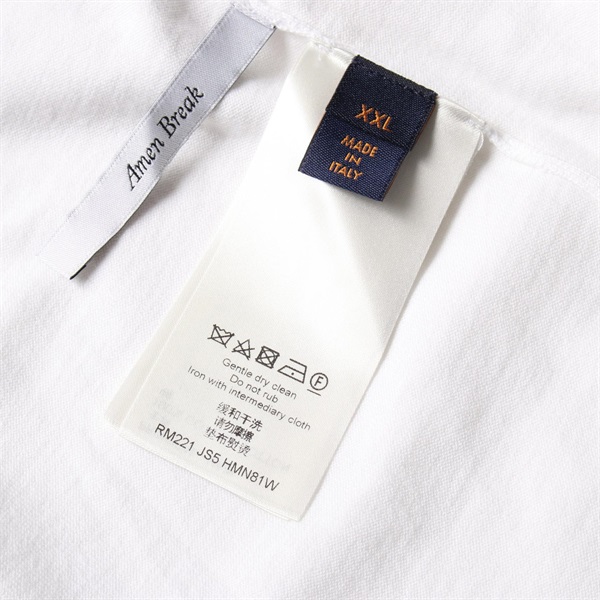 Amen Break
XXL
MADE
IN
ITALY
F
Gentle dry clean
Do not rub
Iron with intermediary cloth
缓和干洗
请勿摩擦
垫布熨烫
RM221 JS5 HMN81W